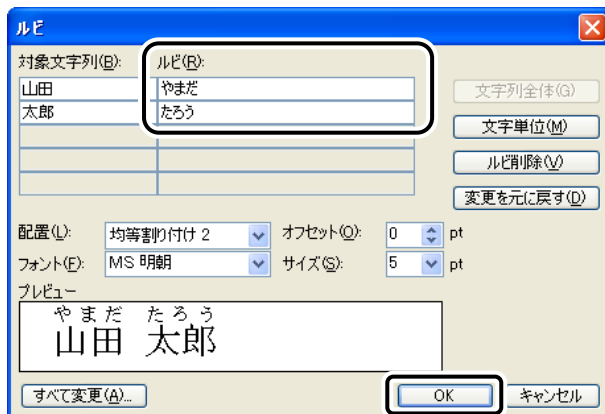 ルビ
対象文字列(B): ルビ(R):
山田 やまだ
太郎 たろう
文字列全体(G)
文字単位(M)
ルビ削除(V)
変更を元に戻す(D)
配置(L): 均等割り付け 2 オフセット(O): 0 pt
フォント(F): MS 明朝 サイズ(S): 5 pt
プレビュー
やまだ たろう
山田 太郎
すべて変更(A)... OK キャンセル